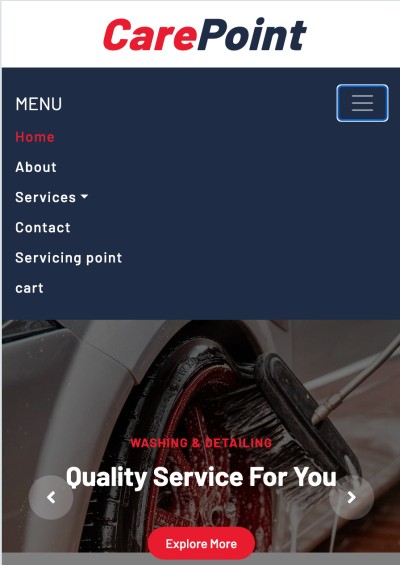 CarePoint
MENU
Home
About
Services
Contact
Servicing point
cart
WASHING & DETAILING
Quality Service For You
Explore More